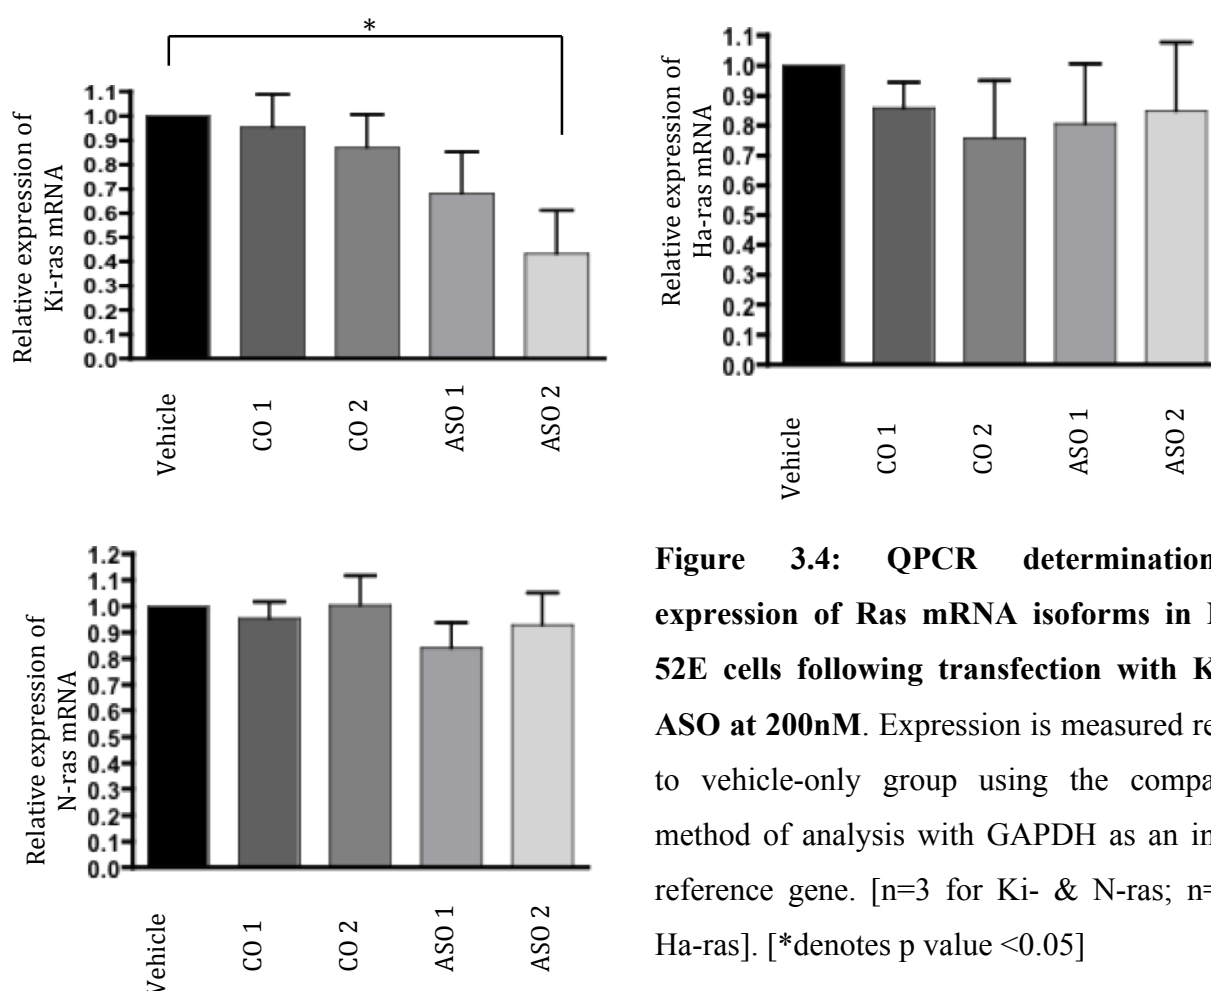 *
Relative expression of
Ki-ras mRNA
1.1
1.0
0.9
0.8
0.7
0.6
0.5
0.4
0.3
0.2
0.1
0.0
Vehicle
CO 1
CO 2
ASO 1
ASO 2
Relative expression of
Ha-ras mRNA
1.1
1.0
0.9
0.8
0.7
0.6
0.5
0.4
0.3
0.2
0.1
0.0
Vehicle
CO 1
CO 2
ASO 1
ASO 2
Relative expression of
N-ras mRNA
1.2
1.1
1.0
0.9
0.8
0.7
0.6
0.5
0.4
0.3
0.2
0.1
0.0
Vehicle
CO 1
CO 2
ASO 1
ASO 2
Figure 3.4: QPCR determination
expression of Ras mRNA isoforms in
52E cells following transfection with K
ASO at 200nM. Expression is measured re
to vehicle-only group using the compa
method of analysis with GAPDH as an in
reference gene. [n=3 for Ki- & N-ras; n=
Ha-ras]. [*denotes p value <0.05]